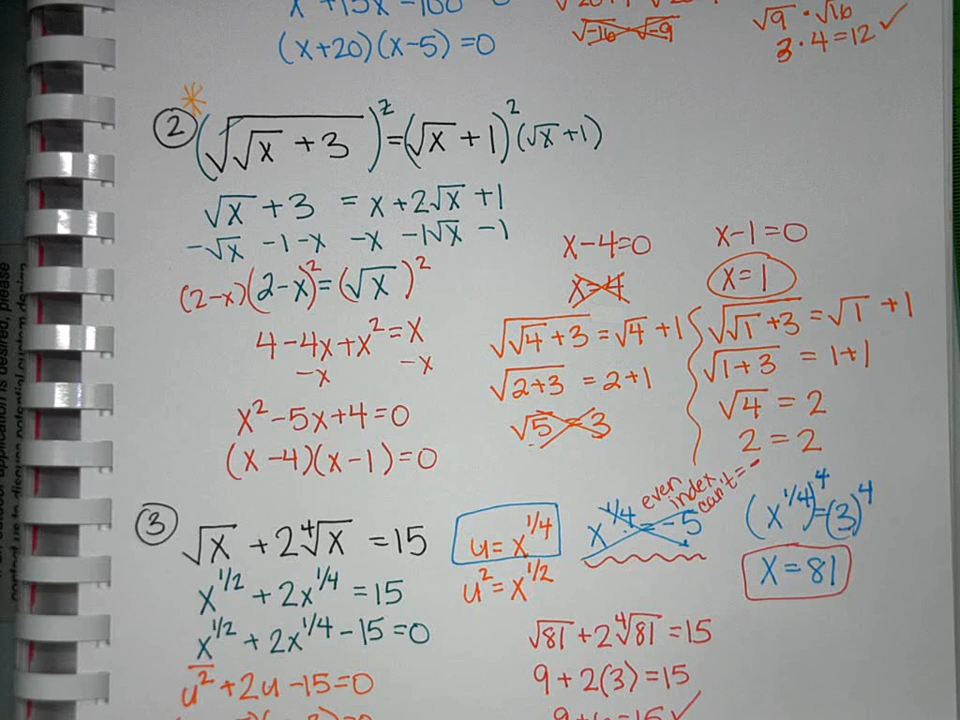 (x+20)(x-5)=0
√-16 √-9
√9 · √16
3 · 4 = 12 ✓
② (√(√x + 3))² = (√x + 1)² (√x + 1)
√x + 3 = x + 2√x + 1
-√x -1 -x -x -1√x -1
(2-x)(2-x)² = (√x)²
4 - 4x + x² = x
-x -x
x² - 5x + 4 = 0
(x-4)(x-1) = 0
x-4=0
x=4
√(√4 + 3) = √4 + 1
√(2+3) = 2+1
√5 = 3
x-1=0
x=1
√(√1 + 3) = √1 + 1
√(1+3) = 1+1
√4 = 2
2 = 2
③ √x + 2∜x = 15
x^1/2 + 2x^1/4 = 15
x^1/2 + 2x^1/4 - 15 = 0
u² + 2u - 15 = 0
u = x^1/4
u² = x^1/2
x^1/4 = -5
even index can't = -
(x^1/4)⁴ = (3)⁴
x = 81
√81 + 2∜81 = 15
9 + 2(3) = 15